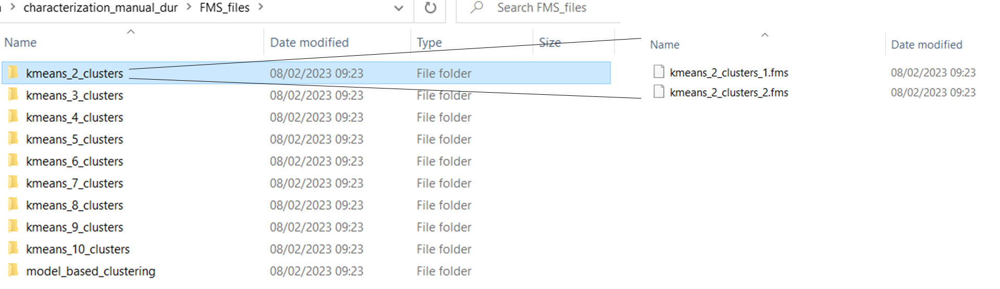 characterization_manual_dur > FMS_files >
Search FMS_files
Name Date modified Type Size
kmeans_2_clusters 08/02/2023 09:23 File folder
kmeans_3_clusters 08/02/2023 09:23 File folder
kmeans_4_clusters 08/02/2023 09:23 File folder
kmeans_5_clusters 08/02/2023 09:23 File folder
kmeans_6_clusters 08/02/2023 09:23 File folder
kmeans_7_clusters 08/02/2023 09:23 File folder
kmeans_8_clusters 08/02/2023 09:23 File folder
kmeans_9_clusters 08/02/2023 09:23 File folder
kmeans_10_clusters 08/02/2023 09:23 File folder
model_based_clustering 08/02/2023 09:23 File folder
Name Date modified
kmeans_2_clusters_1.fms 08/02/2023 09:23
kmeans_2_clusters_2.fms 08/02/2023 09:23